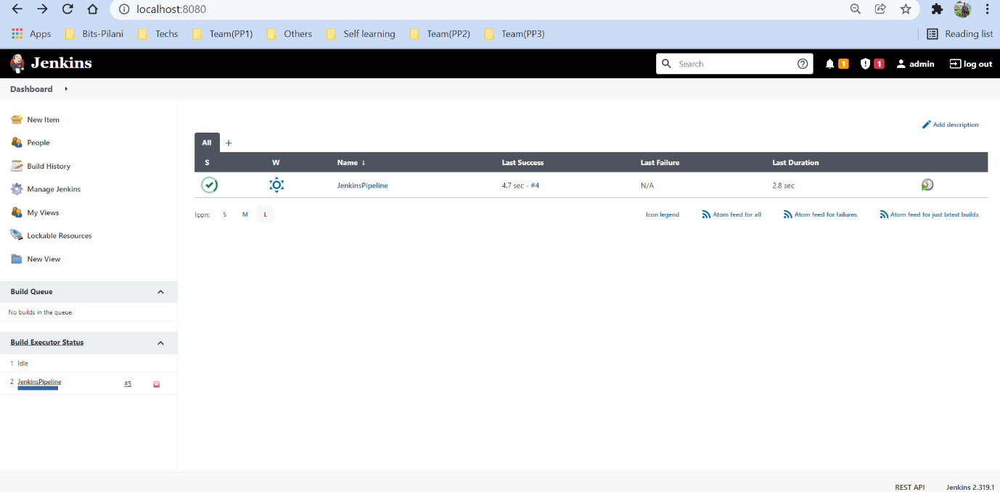 localhost:8080
Apps Bits-Pilani Techs Team(PP1) Others Self learning Team(PP2) Team(PP3) Reading list
Jenkins Search 1 1 admin log out
Dashboard
New Item
People
Build History
Manage Jenkins
My Views
Lockable Resources
New View
Build Queue
No builds in the queue.
Build Executor Status
1 Idle
2 JenkinsPipeline #5
Add description
All +
S W Name ↓ Last Success Last Failure Last Duration
JenkinsPipeline 4.7 sec - #4 N/A 2.8 sec
Icon: S M L Icon legend Atom feed for all Atom feed for failures Atom feed for just latest builds
REST API Jenkins 2.319.1